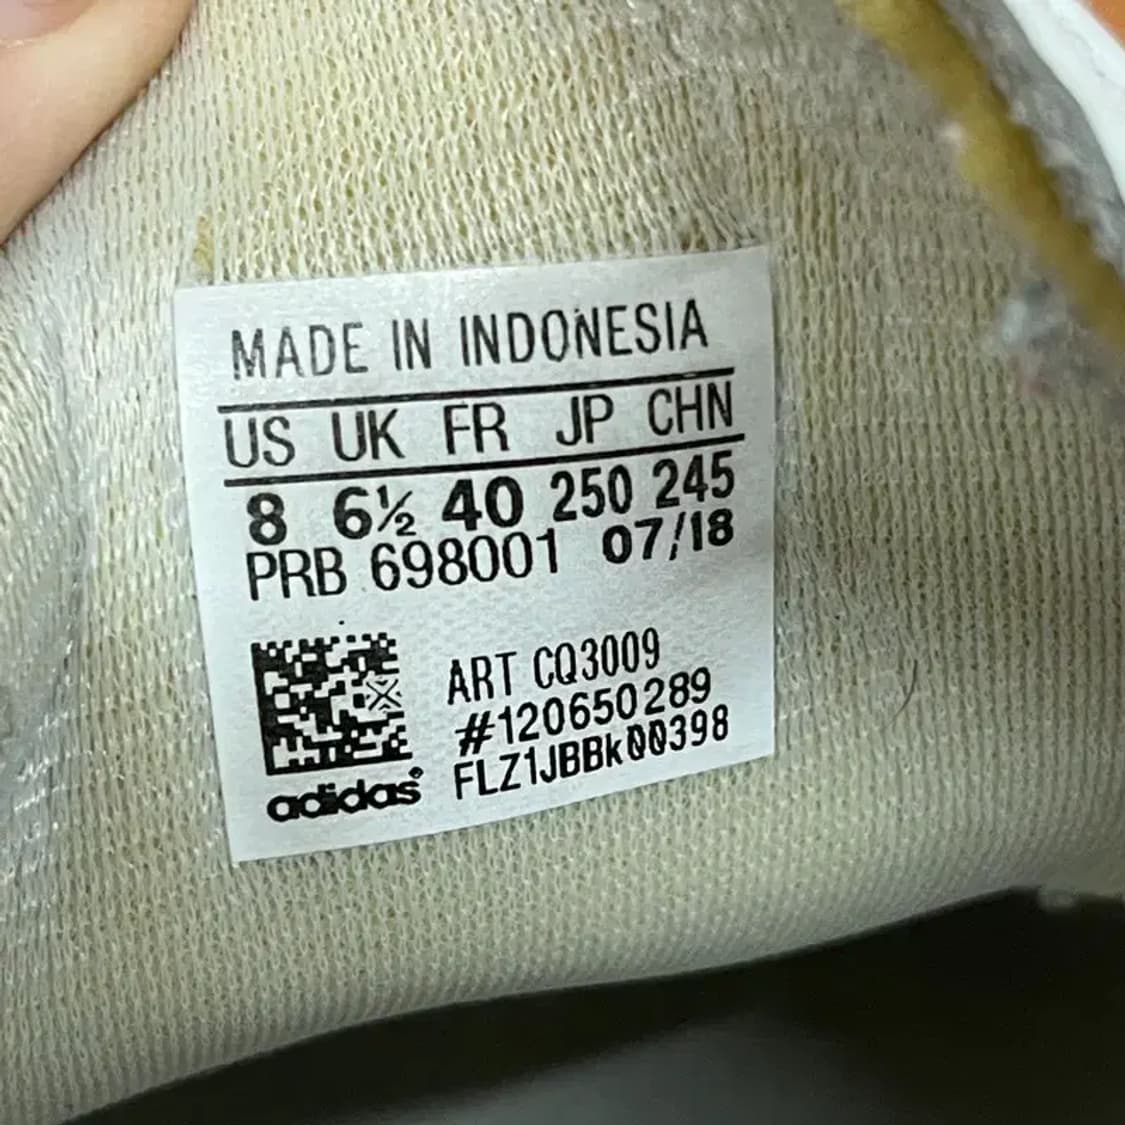 MADE IN INDONESIA
US UK FR JP CHN
8 6½ 40 250 245
PRB 698001 07/18
ART CQ3009
#120650289
FLZ1JBBk00398
adidas®